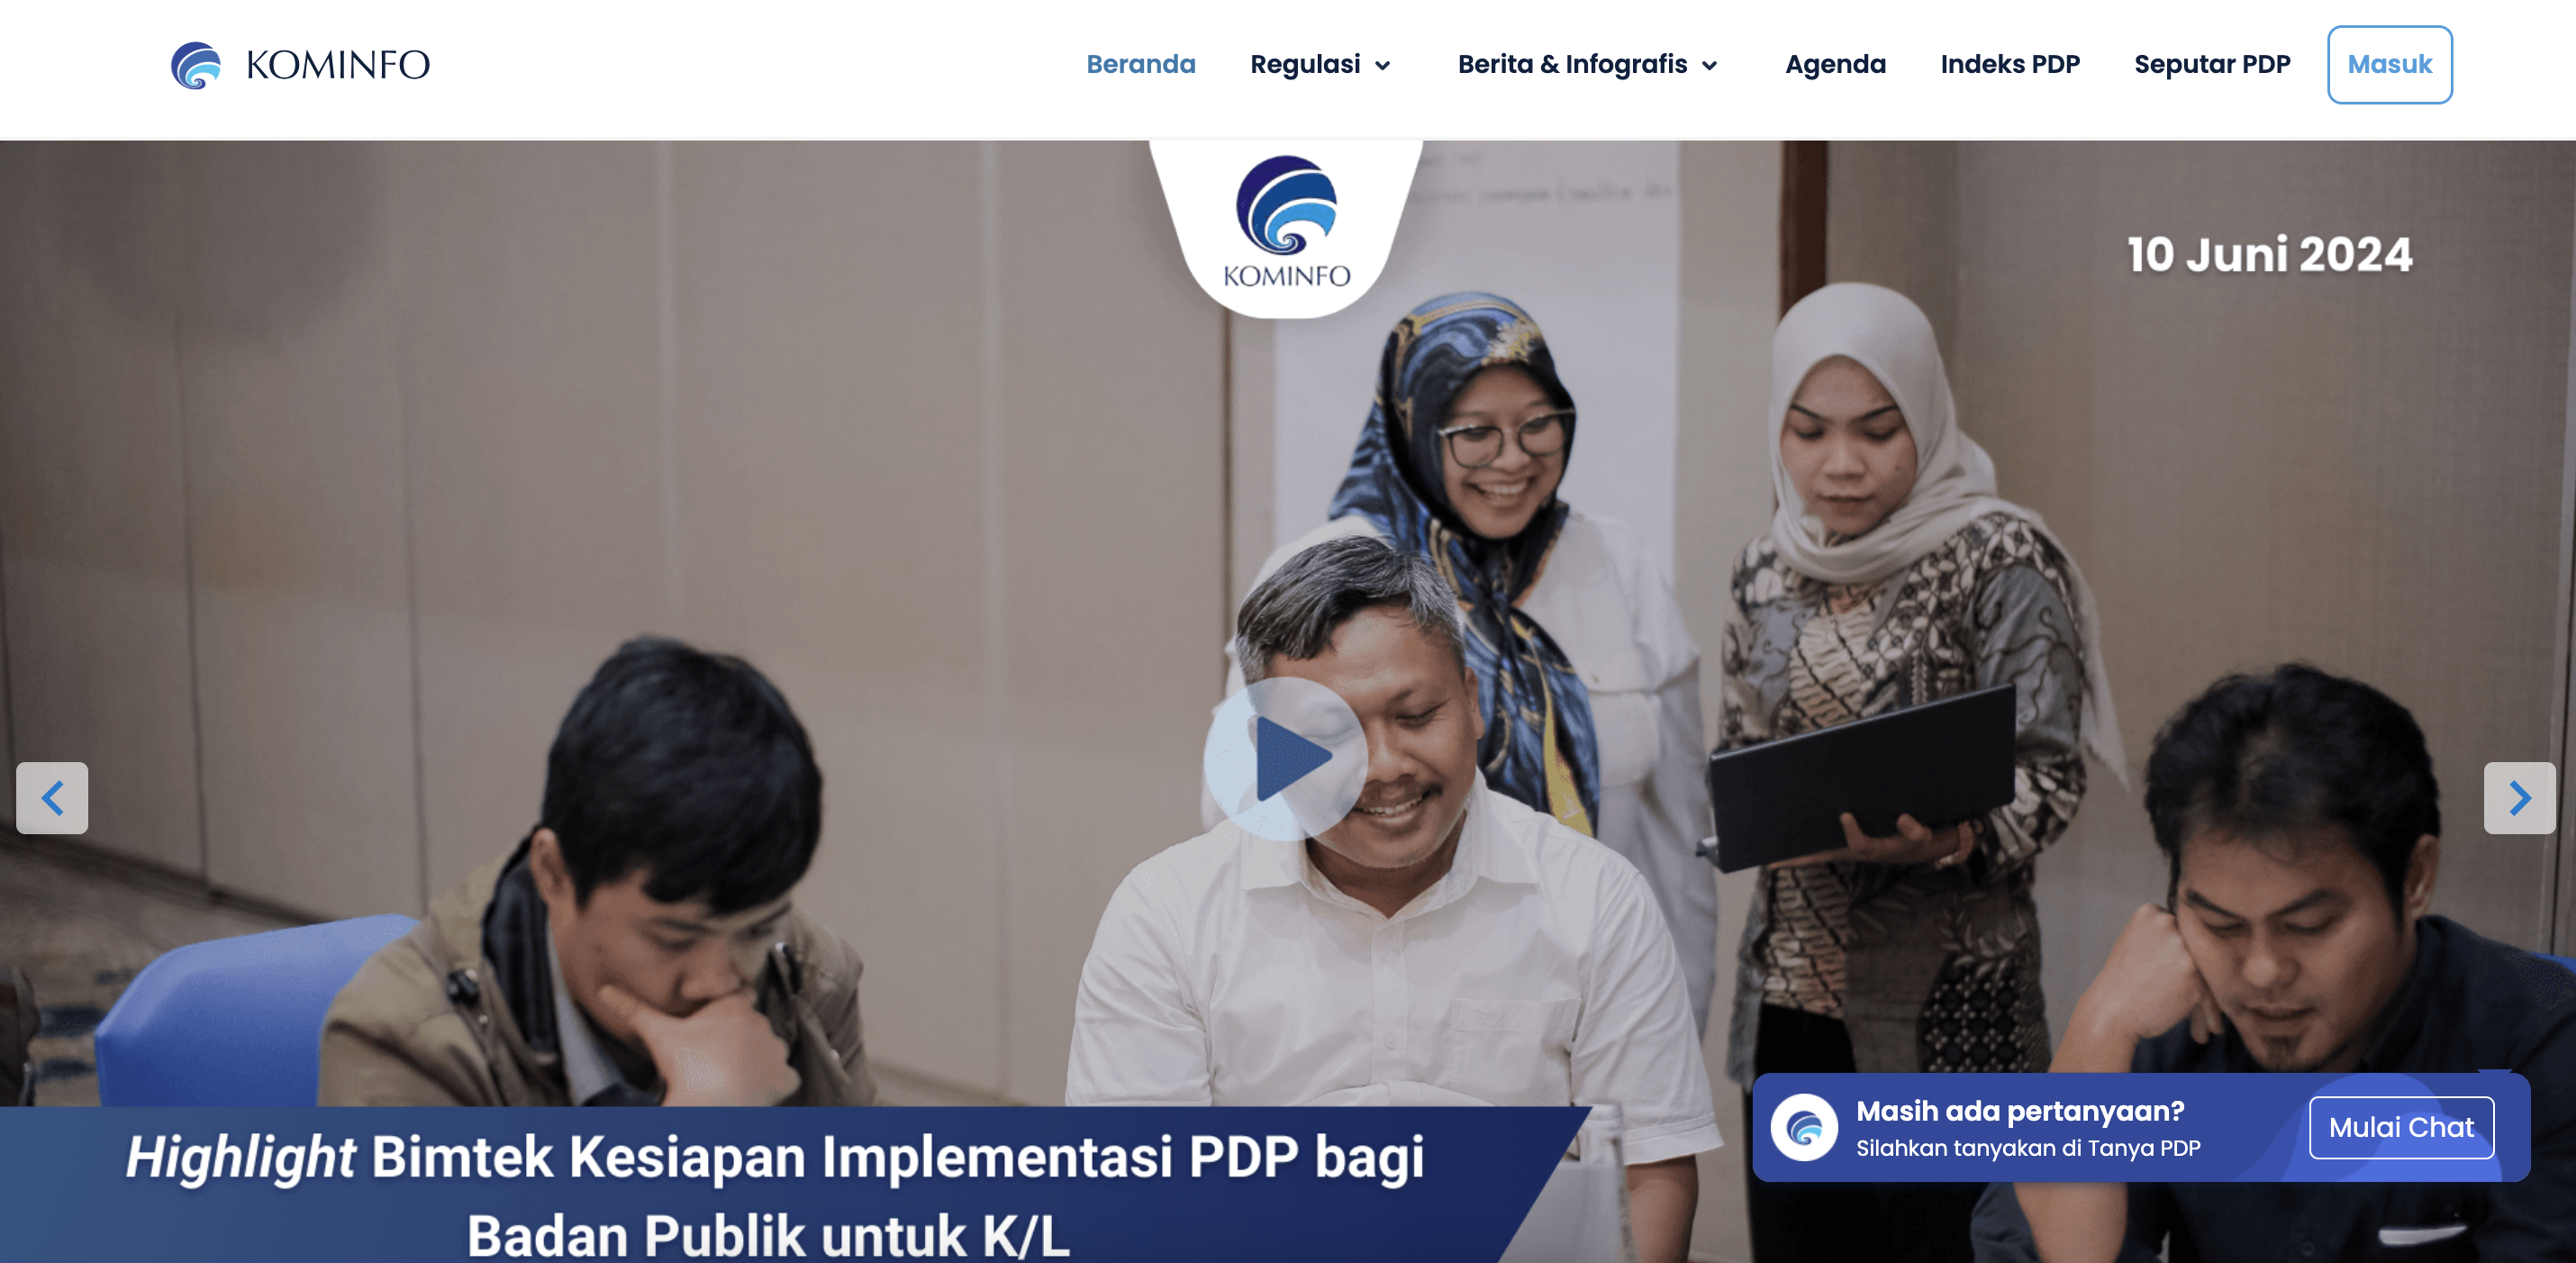 KOMINFO
Beranda
Regulasi
Berita & Infografis
Agenda
Indeks PDP
Seputar PDP
Masuk
KOMINFO
10 Juni 2024
Highlight Bimtek Kesiapan Implementasi PDP bagi
Badan Publik untuk K/L
Masih ada pertanyaan?
Silahkan tanyakan di Tanya PDP
Mulai Chat